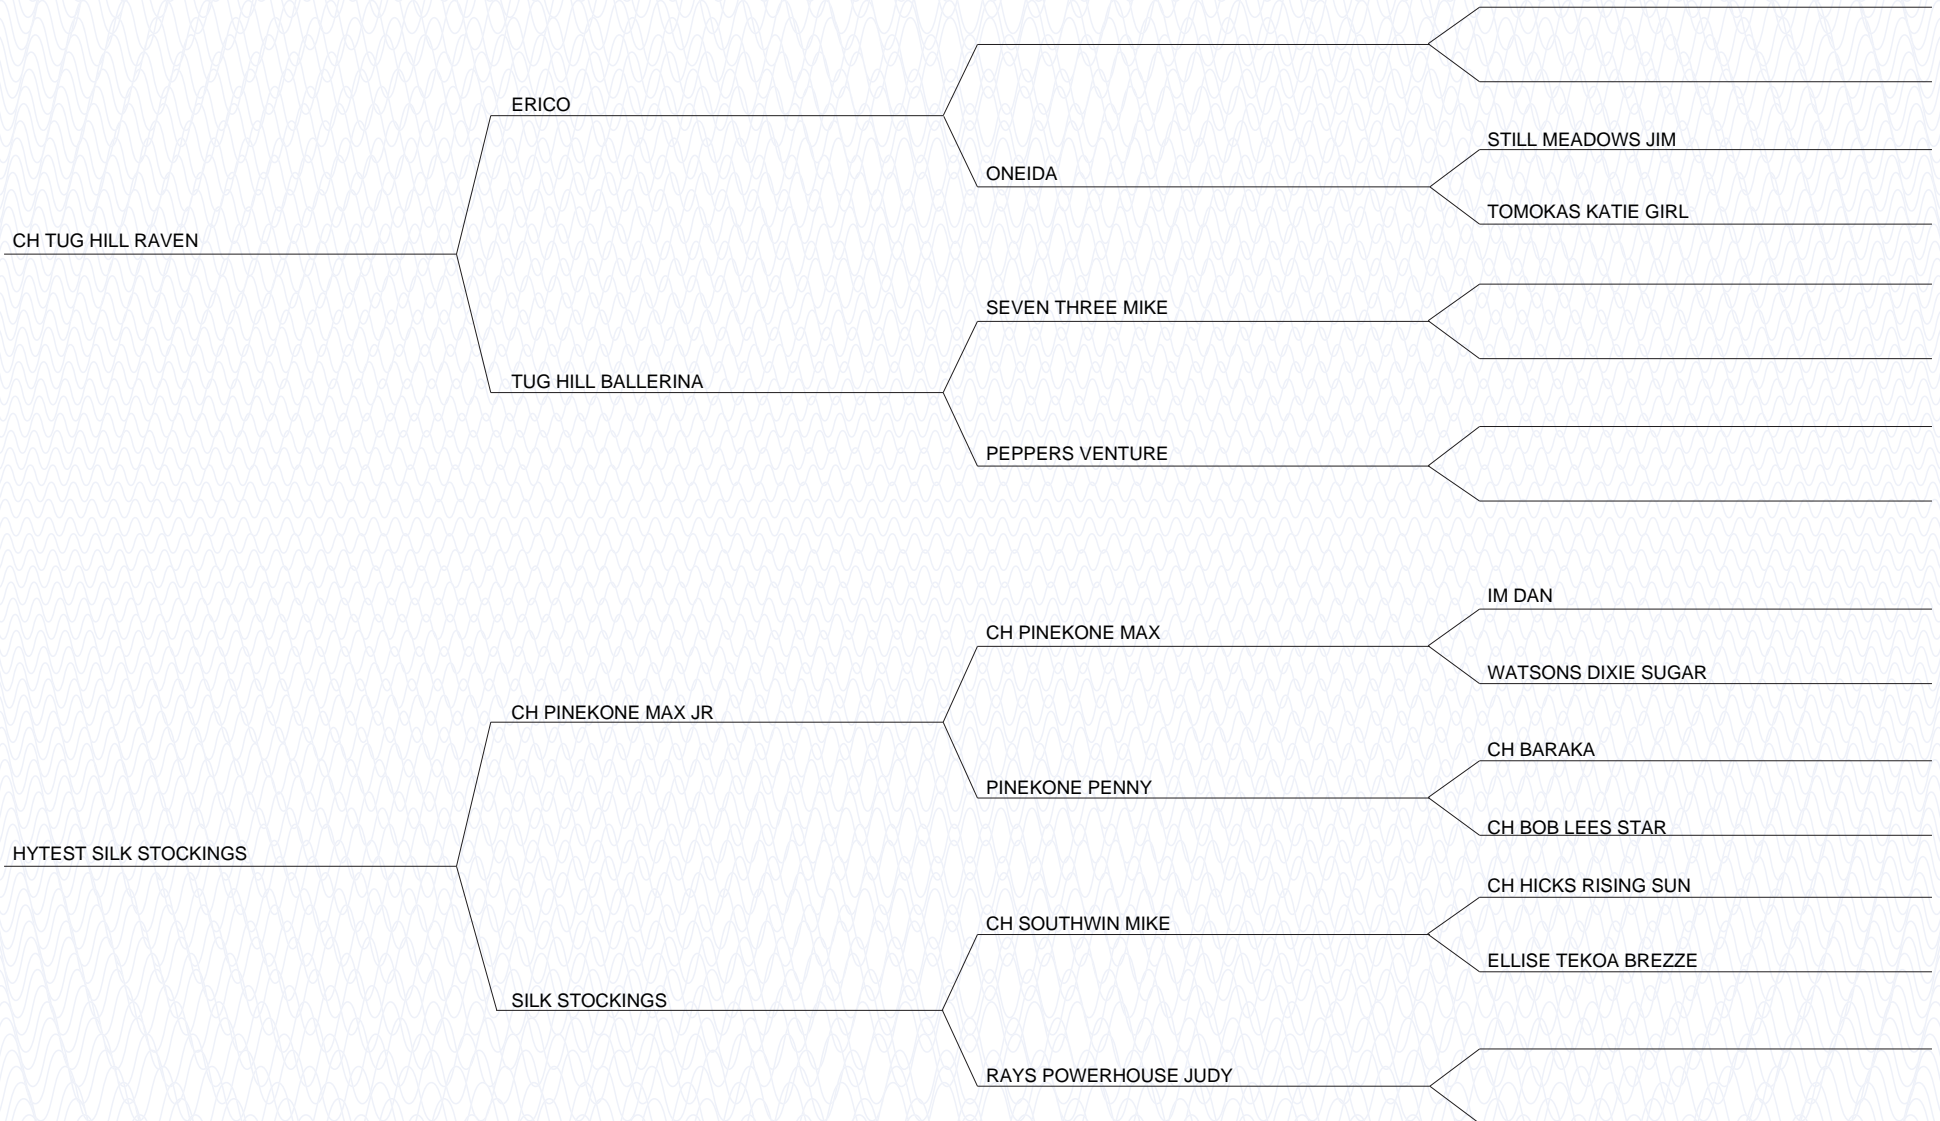 ERICO
STILL MEADOWS JIM
ONEIDA
TOMOKAS KATIE GIRL
CH TUG HILL RAVEN
SEVEN THREE MIKE
TUG HILL BALLERINA
PEPPERS VENTURE
IM DAN
CH PINEKONE MAX
WATSONS DIXIE SUGAR
CH PINEKONE MAX JR
CH BARAKA
PINEKONE PENNY
CH BOB LEES STAR
HYTEST SILK STOCKINGS
CH HICKS RISING SUN
CH SOUTHWIN MIKE
ELLISE TEKOA BREZZE
SILK STOCKINGS
RAYS POWERHOUSE JUDY